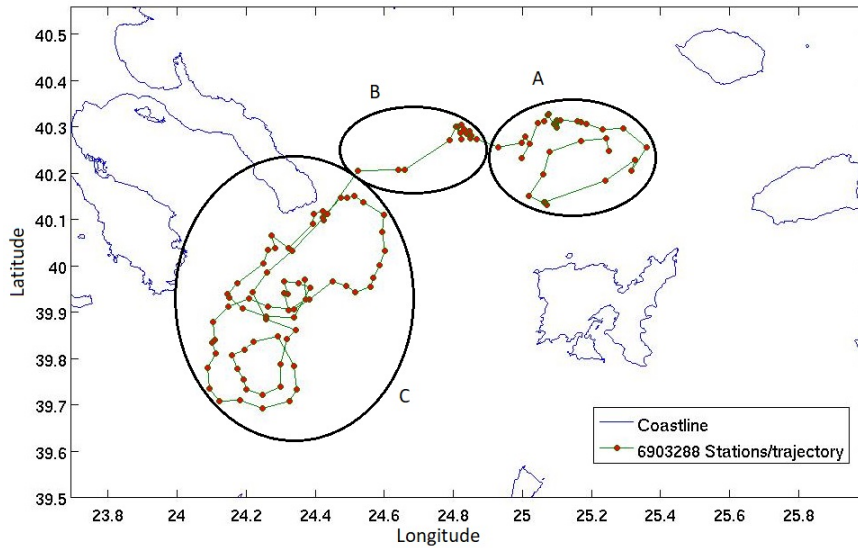 40.5
40.4
40.3
40.2
40.1
40
39.9
39.8
39.7
39.6
39.5
Latitude
A
B
C
Coastline
6903288 Stations/trajectory
23.8 24 24.2 24.4 24.6 24.8 25 25.2 25.4 25.6 25.8
Longitude